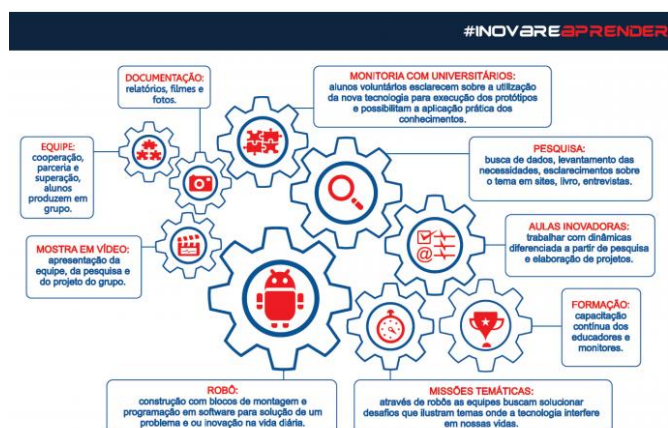 #INOVAREAPRENDER
DOCUMENTAÇÃO:
relatórios, filmes e
fotos.
MONITORIA COM UNIVERSITÁRIOS:
alunos voluntários esclarecem sobre a utilização
da nova tecnologia para execução dos protótipos
e possibilitam a aplicação prática dos
conhecimentos.
EQUIPE:
cooperação,
parceria e
superação,
alunos
produzem em
grupo.
PESQUISA:
busca de dados, levantamento das
necessidades, esclarecimentos sobre
o tema em sites, livro, entrevistas.
MOSTRA EM VÍDEO:
apresentação da
equipe, da pesquisa e
do projeto do grupo.
AULAS INOVADORAS:
trabalhar com dinâmicas
diferenciada a partir de pesquisa
e elaboração de projetos.
FORMAÇÃO:
capacitação
contínua dos
educadores e
monitores.
ROBÔ:
construção com blocos de montagem e
programação em software para solução de um
problema e ou inovação na vida diária.
MISSÕES TEMÁTICAS:
através de robôs as equipes buscam solucionar
desafios que ilustram temas onde a tecnologia interfere
em nossas vidas.